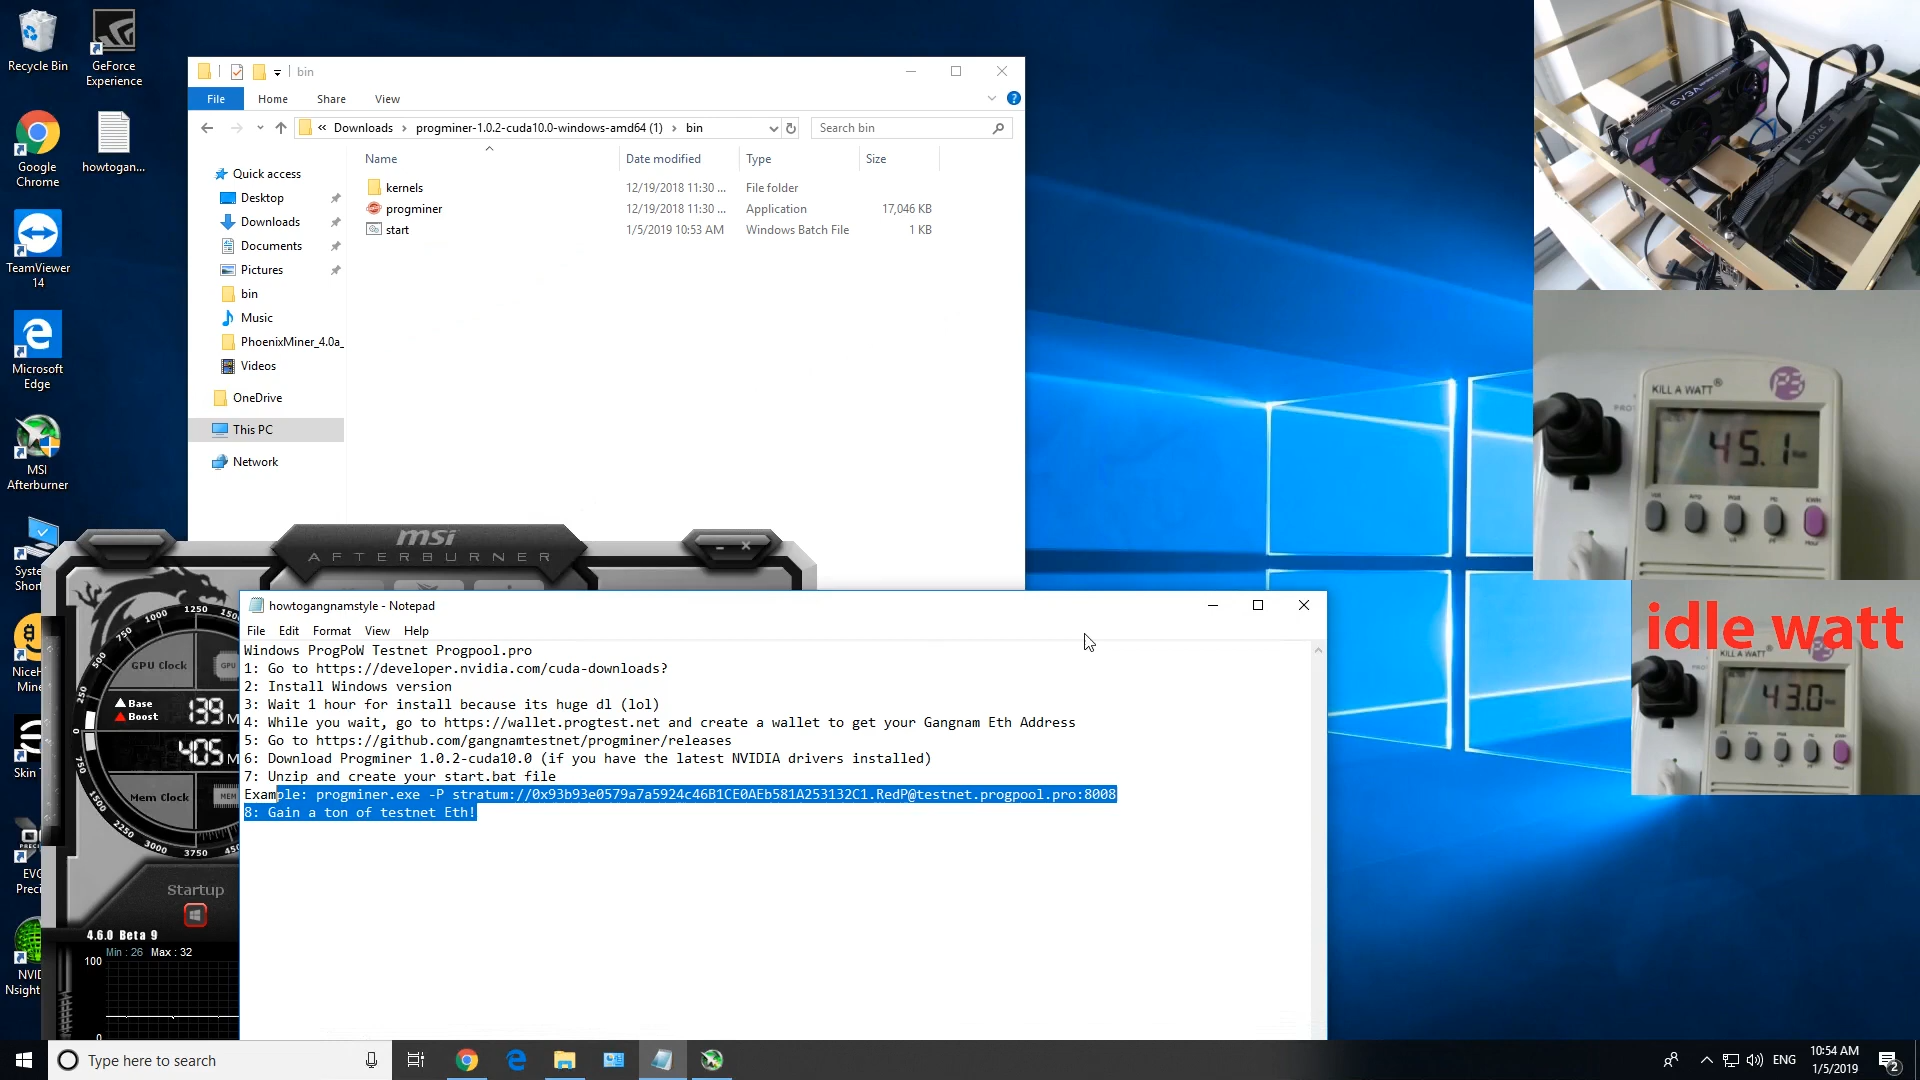 Recycle Bin
GeForce
Experience
Google
Chrome
howtogan...
TeamViewer
14
Microsoft
Edge
MSI
Afterburner
bin
File
Home
Share
View
Downloads
progminer-1.0.2-cuda10.0-windows-amd64 (1)
bin
Search bin
Name
Date modified
Type
Size
kernels
12/19/2018 11:30 ...
File folder
progminer
12/19/2018 11:30 ...
Application
17,046 KB
start
1/5/2019 10:53 AM
Windows Batch File
1 KB
Quick access
Desktop
Downloads
Documents
Pictures
bin
Music
PhoenixMiner_4.0a_
Videos
OneDrive
This PC
Network
msi
AFTERBURNER
GPU Clock
GPU
Base
Boost
139
405
Mem Clock
MEM
Startup
4.6.0 Beta 9
Min : 26 Max : 32
100
0
howtogangnamstyle - Notepad
File Edit Format View Help
Windows ProgPoW Testnet Progpool.pro
1: Go to https://developer.nvidia.com/cuda-downloads?
2: Install Windows version
3: Wait 1 hour for install because its huge dl (lol)
4: While you wait, go to https://wallet.progtest.net and create a wallet to get your Gangnam Eth Address
5: Go to https://github.com/gangnamtestnet/progminer/releases
6: Download Progminer 1.0.2-cuda10.0 (if you have the latest NVIDIA drivers installed)
7: Unzip and create your start.bat file
Example: progminer.exe -P stratum://0x93b93e0579a7a5924c46B1CE0AEb581A253132C1.RedP@testnet.progpool.pro:8008
8: Gain a ton of testnet Eth!
EVGA
ZOTAC
KILL A WATT®
P3
45.1
idle watt
KILL A WATT
43.0
Type here to search
ENG
10:54 AM
1/5/2019
2